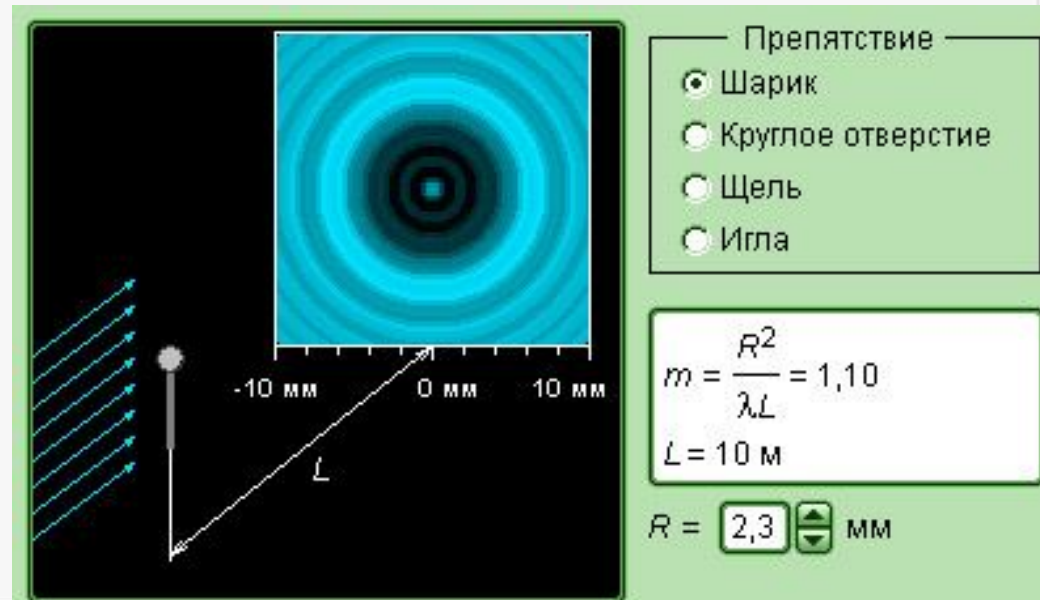 Препятствие
Шарик
Круглое отверстие
Щель
Игла
-10 мм 0 мм 10 мм
L
m = R² / λL = 1,10
L = 10 м
R = 2,3 мм